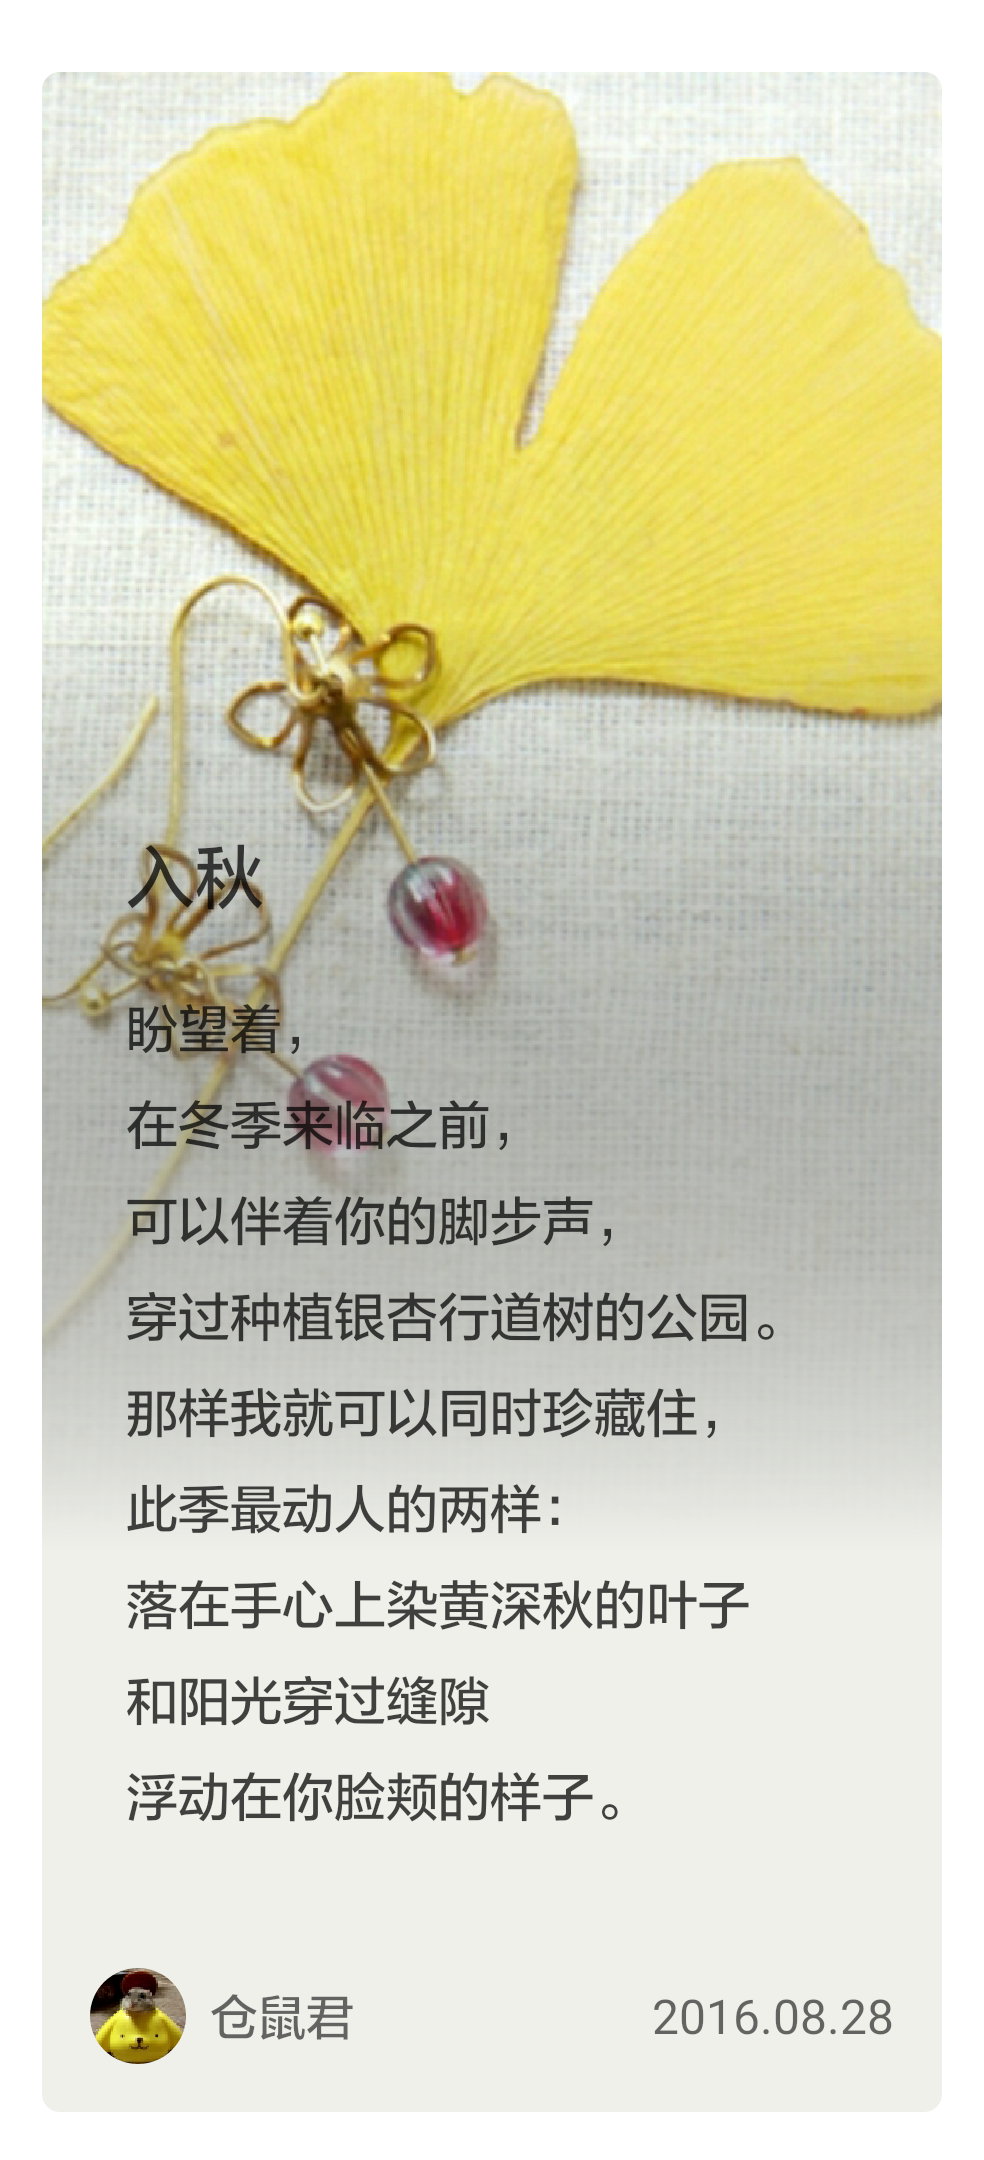 入秋
盼望着，
在冬季来临之前，
可以伴着你的脚步声，
穿过种植银杏行道树的公园。
那样我就可以同时珍藏住，
此季最动人的两样：
落在手心上染黄深秋的叶子
和阳光穿过缝隙
浮动在你脸颊的样子。
仓鼠君 2016.08.28